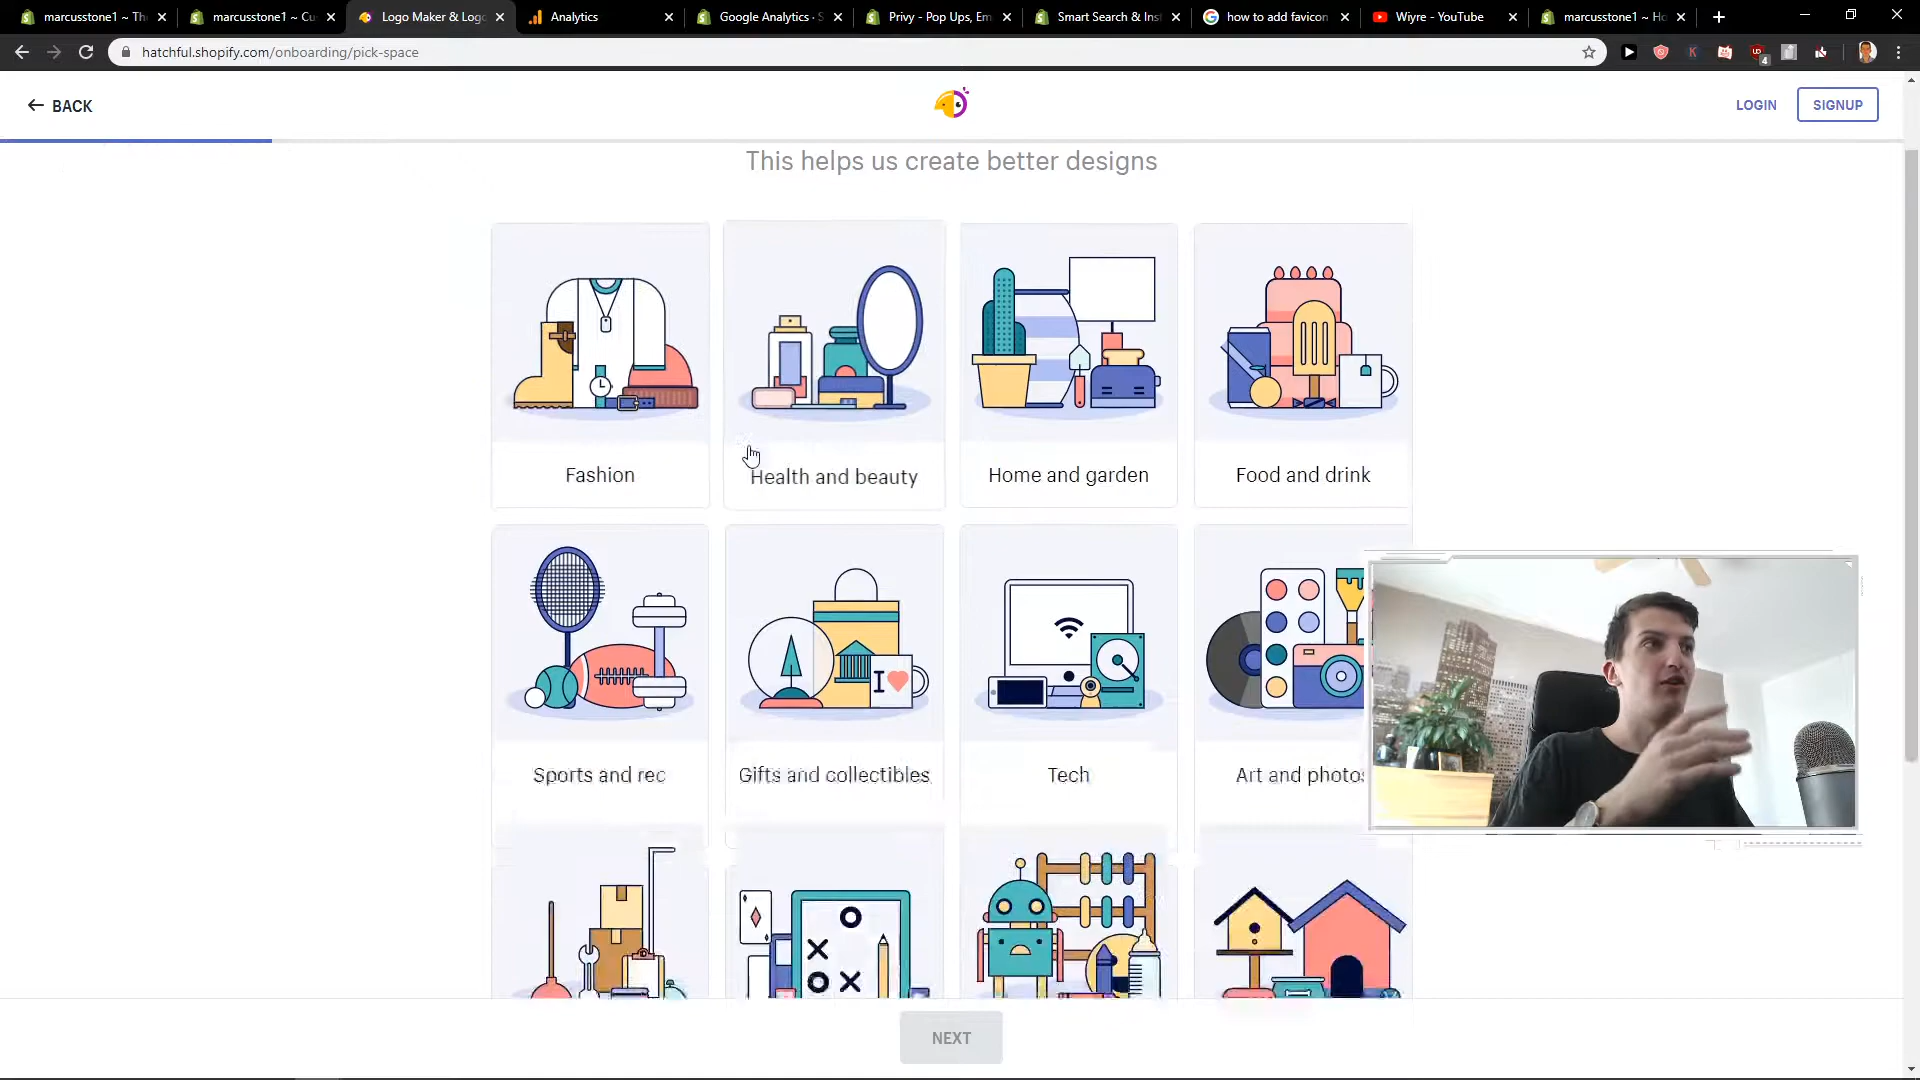 marcusstone1 ~ Th
marcusstone1 ~ Cu
Logo Maker & Logo
Analytics
Google Analytics · S
Privy - Pop Ups, Em
Smart Search & Inst
how to add favicon
Wiyre - YouTube
marcusstone1 ~ Ho
hatchful.shopify.com/onboarding/pick-space
4
BACK
LOGIN
SIGNUP
This helps us create better designs
Fashion
Health and beauty
Home and garden
Food and drink
I
Sports and rec
Gifts and collectibles
Tech
Art and photo
NEXT